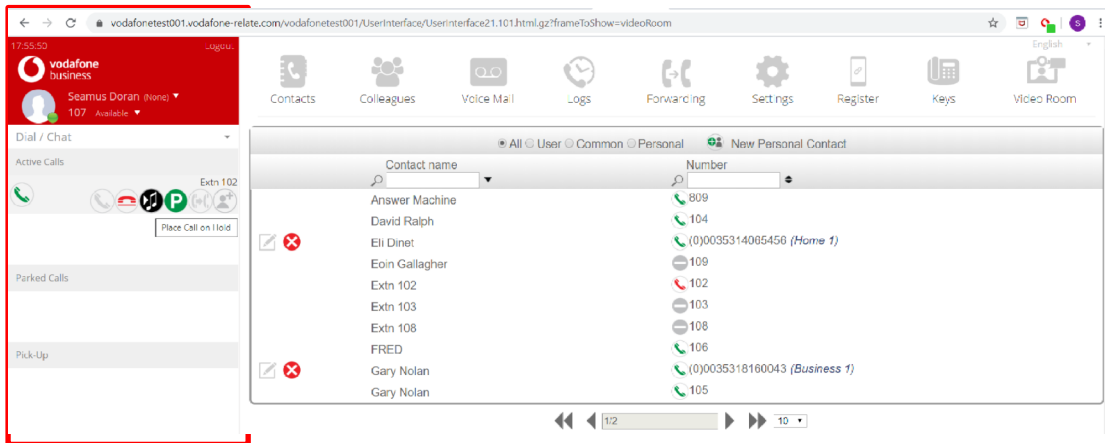 vodafonetest001.vodafone-relate.com/vodafonetest001/UserInterface/UserInterface21.101.html.gz?frameToShow=videoRoom
S
17:55:50 Logout
vodafone
business
Seamus Doran (None)
107 Available
English
Contacts Colleagues Voice Mail Logs Forwarding Settings Register Keys Video Room
Dial / Chat
Active Calls
Extn 102
P
Place Call on Hold
Parked Calls
Pick-Up
All User Common Personal New Personal Contact
Contact name Number
Answer Machine 809
David Ralph 104
Eli Dinet (0)0035314065456 (Home 1)
Eoin Gallagher 109
Extn 102 102
Extn 103 103
Extn 108 108
FRED 106
Gary Nolan (0)0035318160043 (Business 1)
Gary Nolan 105
1/2 10